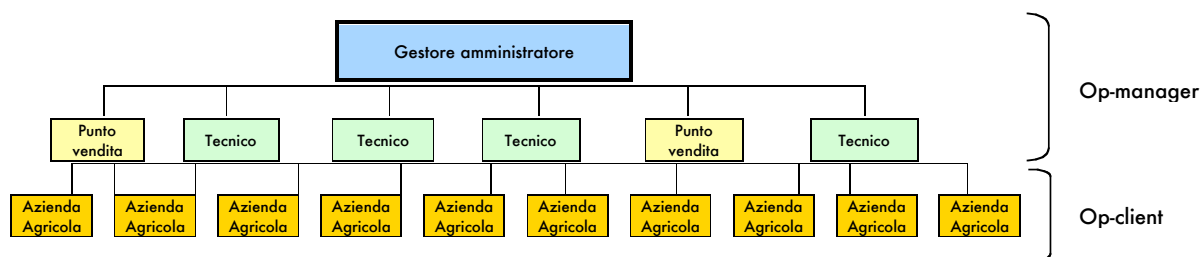 Gestore amministratore
Op-manager
Punto
vendita
Tecnico
Tecnico
Tecnico
Punto
vendita
Tecnico
Azienda
Agricola
Azienda
Agricola
Azienda
Agricola
Azienda
Agricola
Azienda
Agricola
Azienda
Agricola
Azienda
Agricola
Azienda
Agricola
Azienda
Agricola
Azienda
Agricola
Op-client